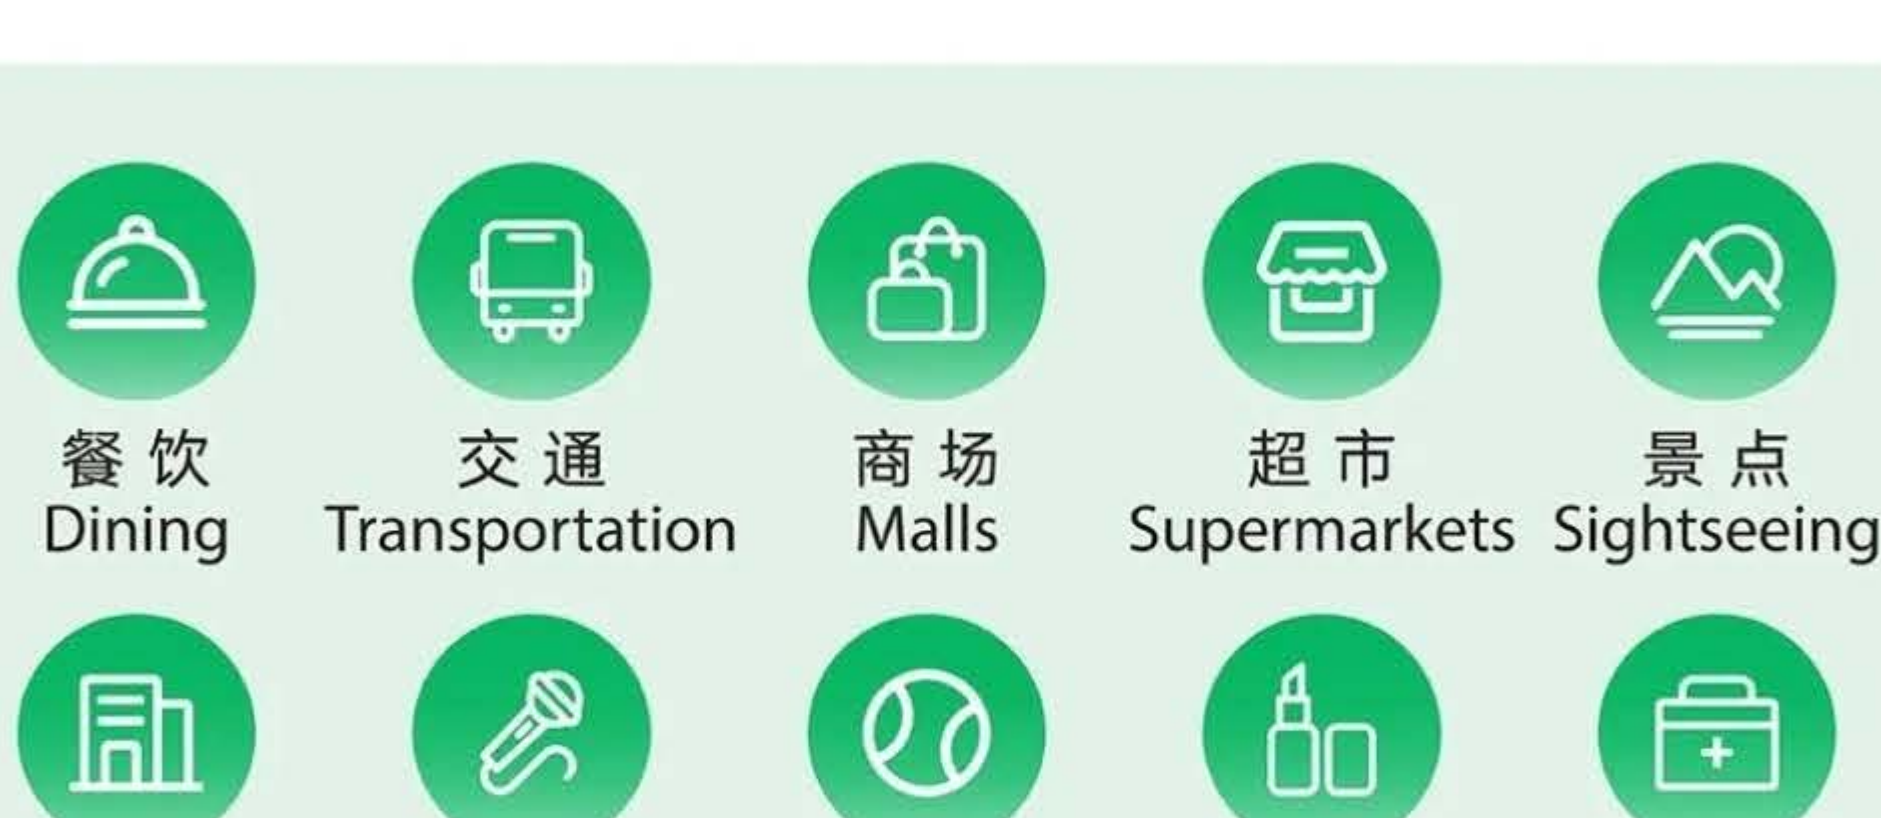 餐饮 交通 商场 超市 景点
Dining Transportation Malls Supermarkets Sightseeing